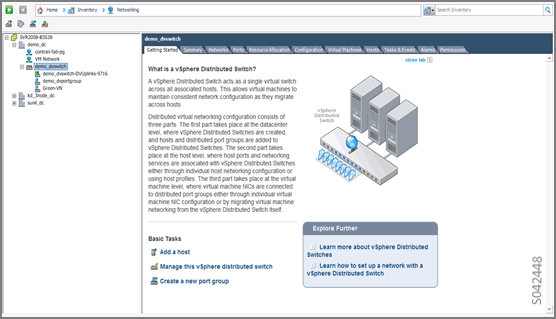 Home
Inventory
Networking
Search Inventory
SVR2008-B3S38
demo_dc
contrail-fab-pg
VM-Network
demo_dvswitch
demo_dvswitch-DVUplinks-9716
demo_dvportgroup
Green-VN
kd_3node_dc
sunil_dc
demo_dvswitch
Getting Started Summary Networks Ports Resource Allocation Configuration Virtual Machines Hosts Tasks & Events Alarms Permissions
close tab
What is a vSphere Distributed Switch?
A vSphere Distributed Switch acts as a single virtual switch
across all associated hosts. This allows virtual machines to
maintain consistent network configuration as they migrate
across hosts.
Distributed virtual networking configuration consists of
three parts. The first part takes place at the datacenter
level, where vSphere Distributed Switches are created,
and hosts and distributed port groups are added to
vSphere Distributed Switches. The second part takes
place at the host level, where host ports and networking
services are associated with vSphere Distributed Switches
either through individual host networking configuration or
using host profiles. The third part takes place at the virtual
machine level, where virtual machine NICs are connected
to distributed port groups either through individual virtual
machine NIC configuration or by migrating virtual machine
networking from the vSphere Distributed Switch itself.
vSphere
Distributed
Switch
Basic Tasks
Add a host
Manage this vSphere distributed switch
Create a new port group
Explore Further
Learn more about vSphere Distributed
Switches
Learn how to set up a network with a
vSphere Distributed Switch
S042448